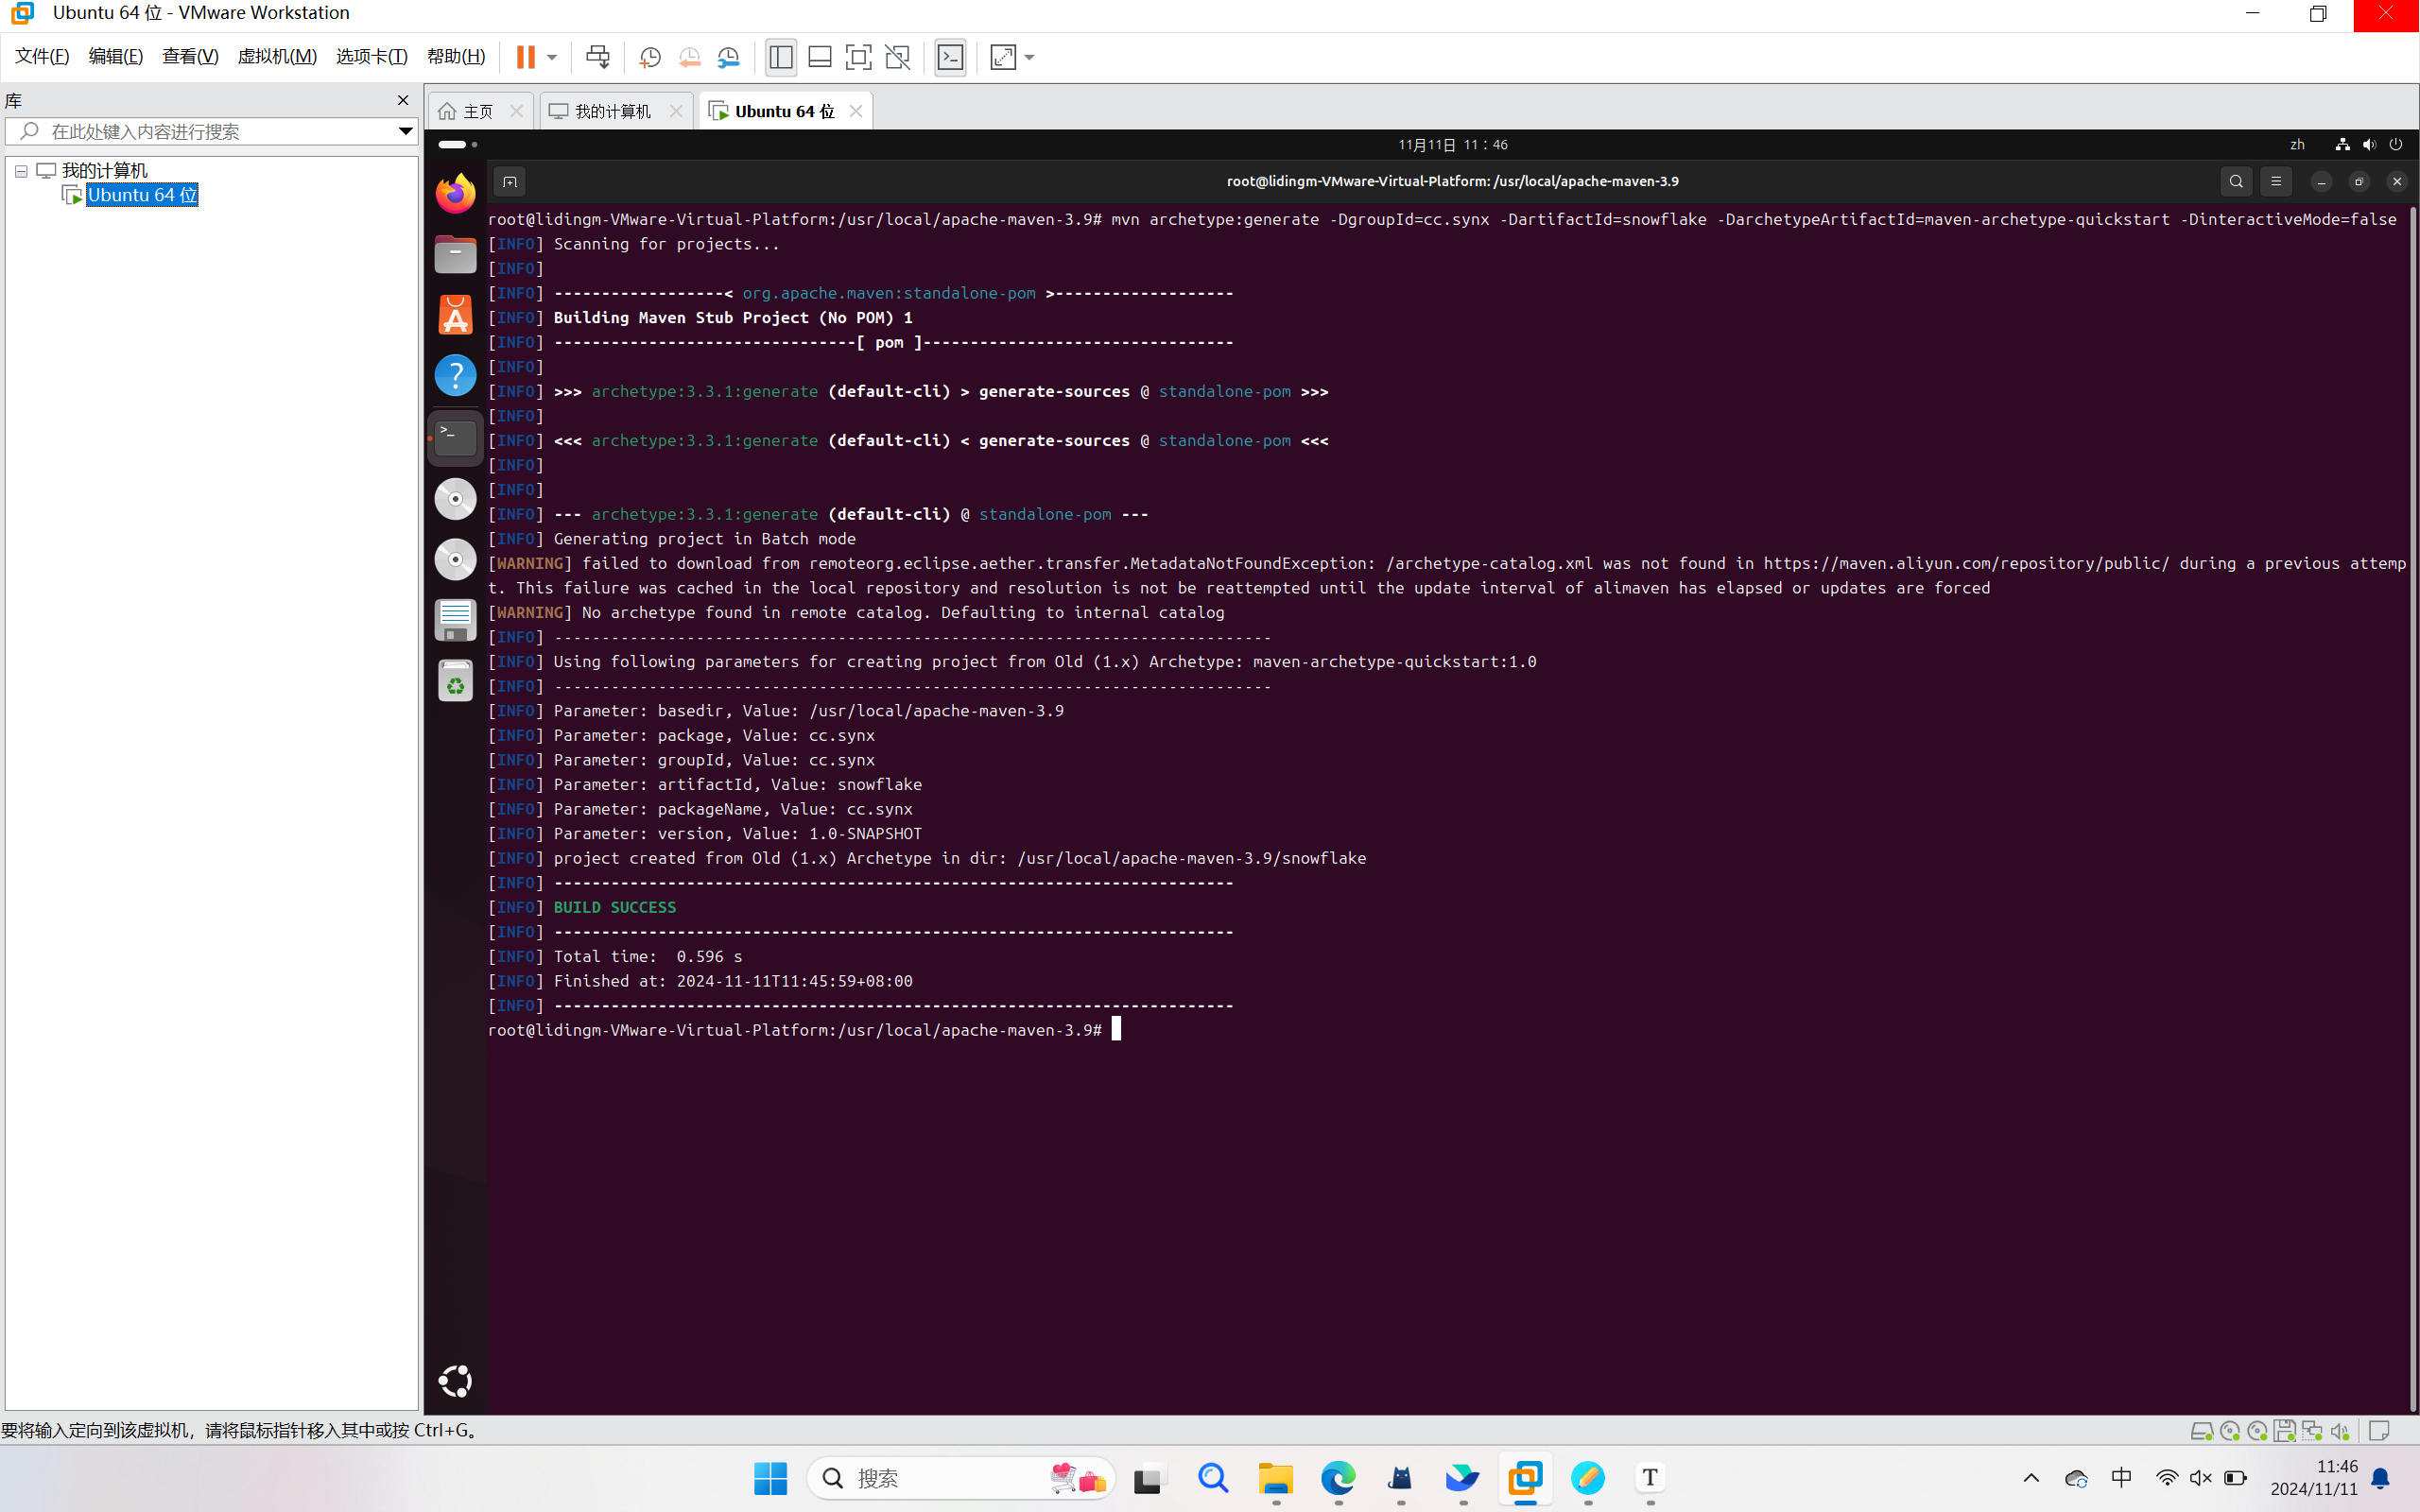 Ubuntu 64 位 - VMware Workstation
文件(F) 编辑(E) 查看(V) 虚拟机(M) 选项卡(T) 帮助(H)
库
在此处键入内容进行搜索
我的计算机
Ubuntu 64 位
主页 我的计算机 Ubuntu 64 位
11月11日 11：46
zh
root@lidingm-VMware-Virtual-Platform: /usr/local/apache-maven-3.9
root@lidingm-VMware-Virtual-Platform:/usr/local/apache-maven-3.9# mvn archetype:generate -DgroupId=cc.synx -DartifactId=snowflake -DarchetypeArtifactId=maven-archetype-quickstart -DinteractiveMode=false
[INFO] Scanning for projects...
[INFO]
[INFO] ------------------< org.apache.maven:standalone-pom >-------------------
[INFO] Building Maven Stub Project (No POM) 1
[INFO] --------------------------------[ pom ]---------------------------------
[INFO]
[INFO] >>> archetype:3.3.1:generate (default-cli) > generate-sources @ standalone-pom >>>
[INFO]
[INFO] <<< archetype:3.3.1:generate (default-cli) < generate-sources @ standalone-pom <<<
[INFO]
[INFO]
[INFO] --- archetype:3.3.1:generate (default-cli) @ standalone-pom ---
[INFO] Generating project in Batch mode
[WARNING] failed to download from remoteorg.eclipse.aether.transfer.MetadataNotFoundException: /archetype-catalog.xml was not found in https://maven.aliyun.com/repository/public/ during a previous attemp
t. This failure was cached in the local repository and resolution is not be reattempted until the update interval of alimaven has elapsed or updates are forced
[WARNING] No archetype found in remote catalog. Defaulting to internal catalog
[INFO] ----------------------------------------------------------------------------
[INFO] Using following parameters for creating project from Old (1.x) Archetype: maven-archetype-quickstart:1.0
[INFO] ----------------------------------------------------------------------------
[INFO] Parameter: basedir, Value: /usr/local/apache-maven-3.9
[INFO] Parameter: package, Value: cc.synx
[INFO] Parameter: groupId, Value: cc.synx
[INFO] Parameter: artifactId, Value: snowflake
[INFO] Parameter: packageName, Value: cc.synx
[INFO] Parameter: version, Value: 1.0-SNAPSHOT
[INFO] project created from Old (1.x) Archetype in dir: /usr/local/apache-maven-3.9/snowflake
[INFO] ------------------------------------------------------------------------
[INFO] BUILD SUCCESS
[INFO] ------------------------------------------------------------------------
[INFO] Total time:  0.596 s
[INFO] Finished at: 2024-11-11T11:45:59+08:00
[INFO] ------------------------------------------------------------------------
root@lidingm-VMware-Virtual-Platform:/usr/local/apache-maven-3.9#
要将输入定向到该虚拟机，请将鼠标指针移入其中或按 Ctrl+G。
搜索
T
中
11:46
2024/11/11